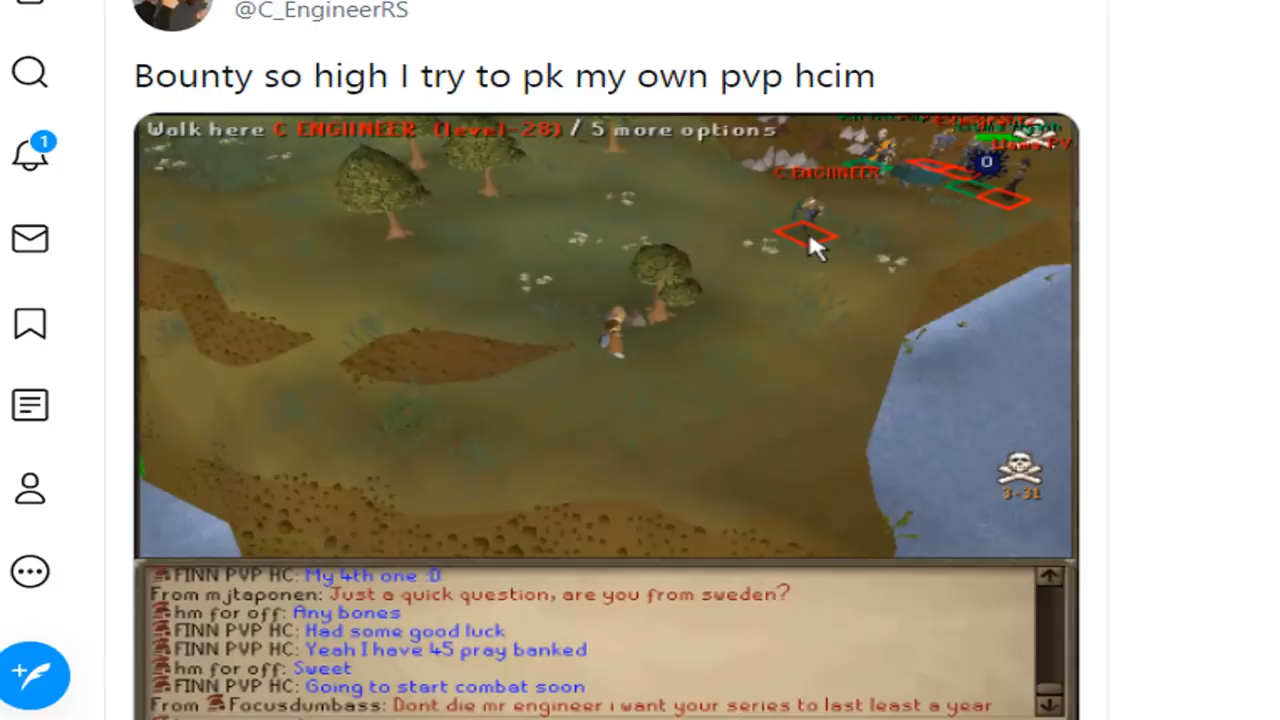 @C_EngineerRS
1
Bounty so high I try to pk my own pvp hcim
Walk here C ENGIINEER (level-28) / 5 more options
C ENGIINEER
0
3-31
FINN PVP HC: My 4th one :D
From mjtaponen: Just a quick question, are you from sweden?
hm for off: Any bones
FINN PVP HC: Had some good luck
FINN PVP HC: Yeah I have 45 pray banked
hm for off: Sweet
FINN PVP HC: Going to start combat soon
From Focusdumbass: Dont die mr engineer i want your series to last least a year